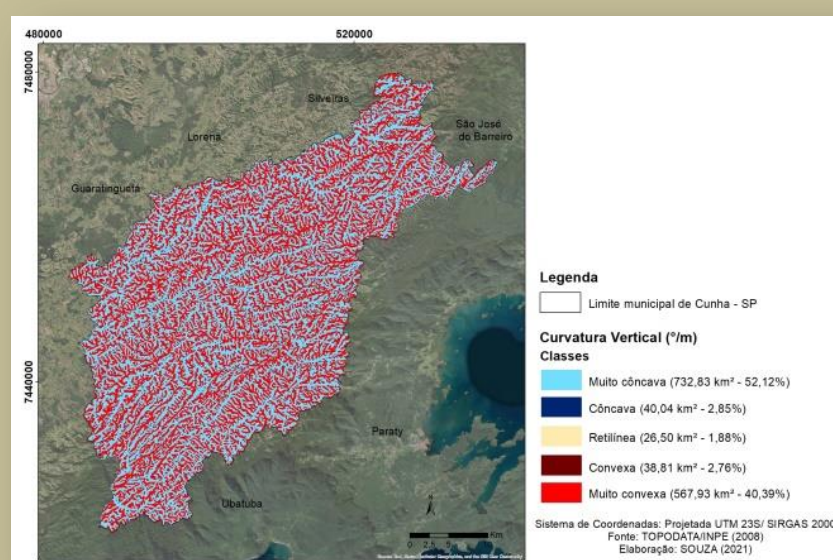 480000
520000
7480000
Silveiras
São José
do Barreiro
Lorena
Guaratinguetá
7440000
Paraty
Ubatuba
Km
Legenda
Limite municipal de Cunha - SP
Curvatura Vertical (°/m)
Classes
Muito côncava (732,83 km² - 52,12%)
Côncava (40,04 km² - 2,85%)
Retilínea (26,50 km² - 1,88%)
Convexa (38,81 km² - 2,76%)
Muito convexa (567,93 km² - 40,39%)
Sistema de Coordenadas: Projetada UTM 23S/ SIRGAS 2000
Fonte: TOPODATA/INPE (2008)
Elaboração: SOUZA (2021)